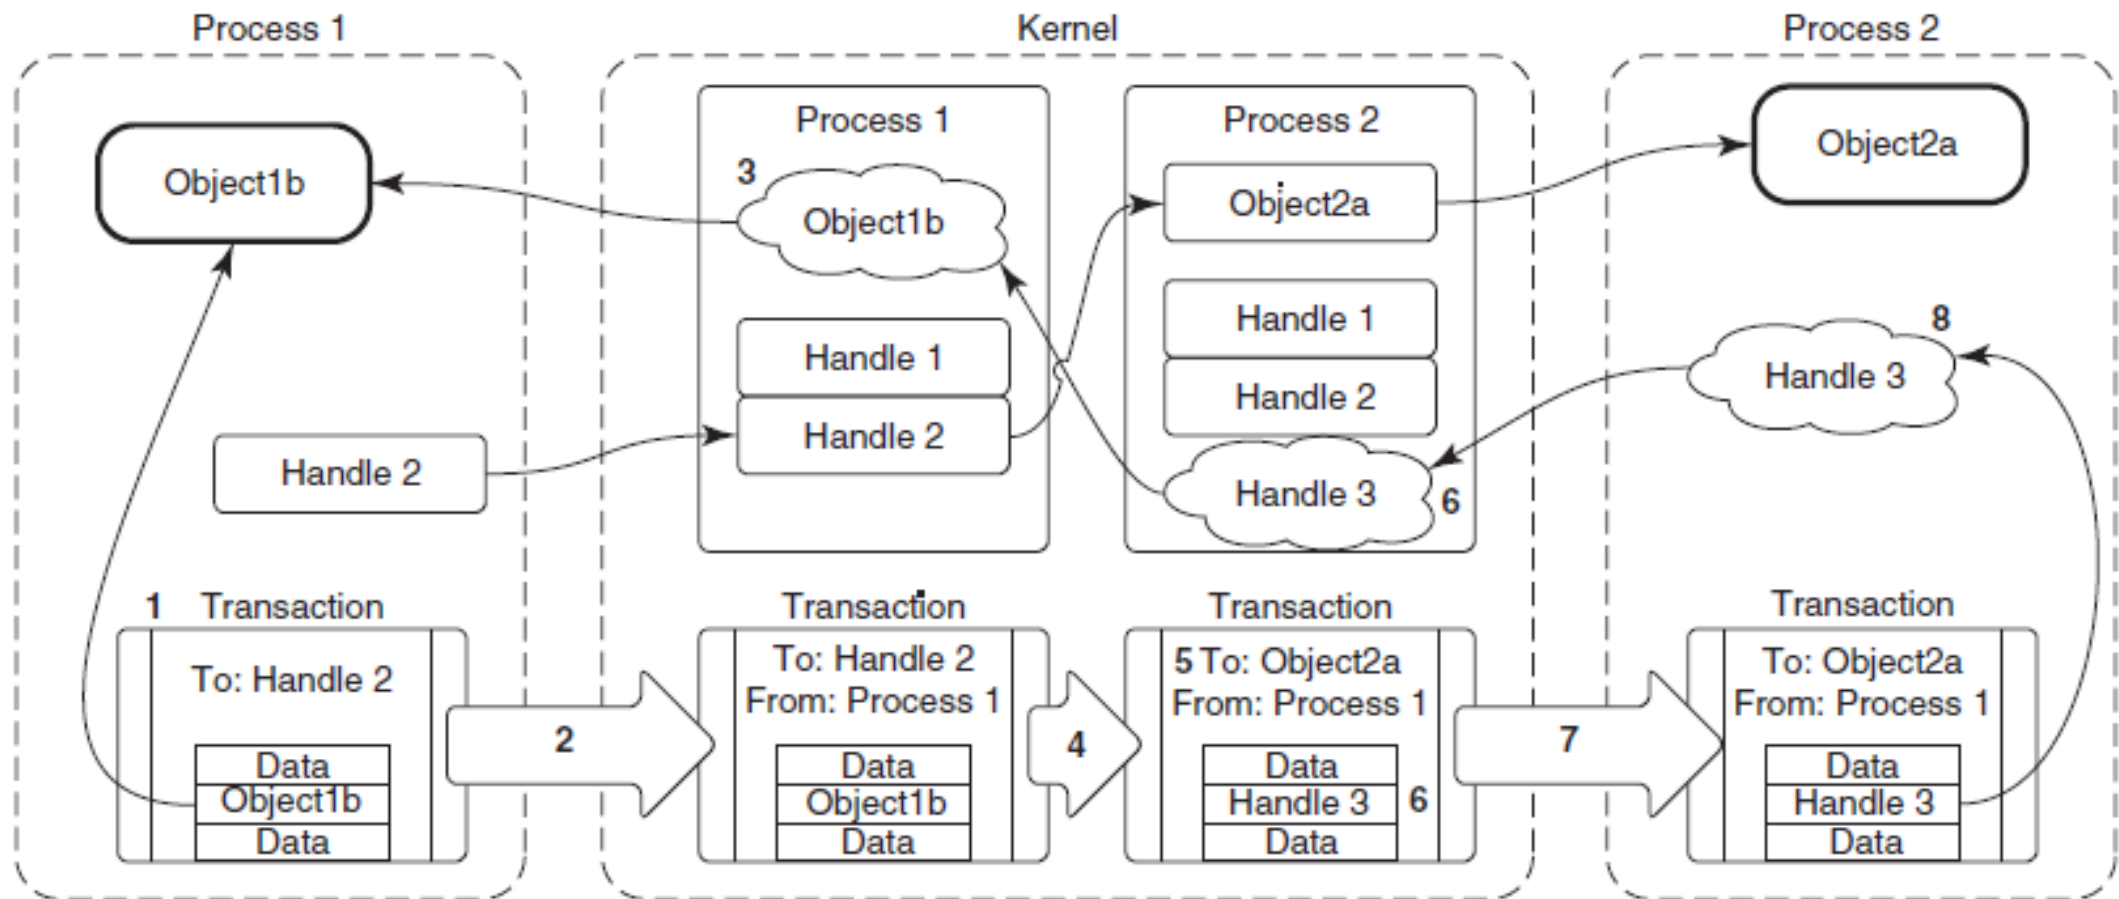 Process 1
Kernel
Process 2
Object1b
Process 1
3
Object1b
Handle 1
Handle 2
Process 2
Object2a
Handle 1
Handle 2
Handle 3
6
Object2a
8
Handle 3
Handle 2
1 Transaction
To: Handle 2
Data
Object1b
Data
2
Transaction
To: Handle 2
From: Process 1
Data
Object1b
Data
4
Transaction
5 To: Object2a
From: Process 1
Data
Handle 3 6
Data
7
Transaction
To: Object2a
From: Process 1
Data
Handle 3
Data